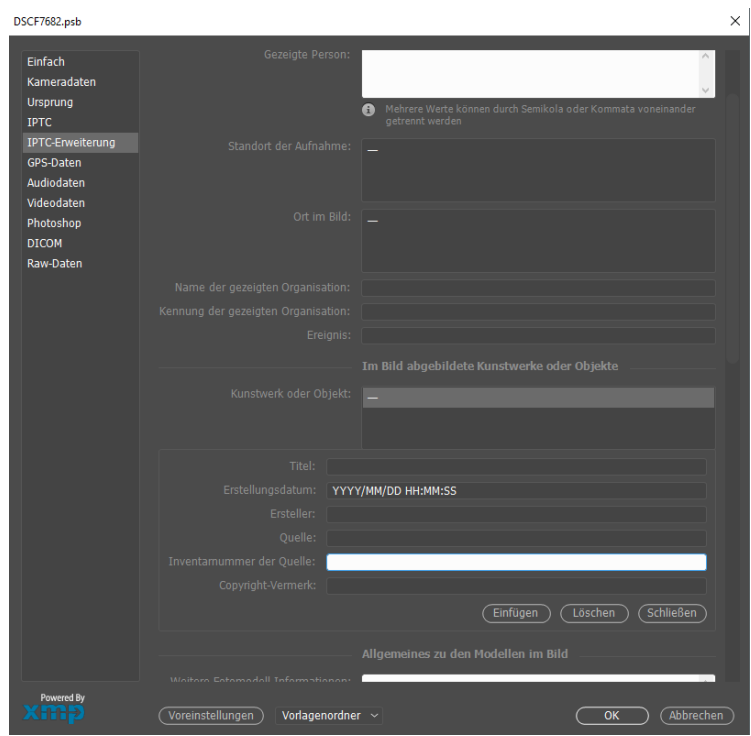 DSCF7682.psb
Einfach
Kameradaten
Ursprung
IPTC
IPTC-Erweiterung
GPS-Daten
Audiodaten
Videodaten
Photoshop
DICOM
Raw-Daten
Gezeigte Person:
Mehrere Werte können durch Semikola oder Kommata voneinander
getrennt werden
Standort der Aufnahme:
—
Ort im Bild:
—
Name der gezeigten Organisation:
Kennung der gezeigten Organisation:
Ereignis:
Im Bild abgebildete Kunstwerke oder Objekte
Kunstwerk oder Objekt:
—
Titel:
Erstellungsdatum: YYYY/MM/DD HH:MM:SS
Ersteller:
Quelle:
Inventarnummer der Quelle:
Copyright-Vermerk:
Einfügen Löschen Schließen
Allgemeines zu den Modellen im Bild
Weitere Fotomodell Informationen:
Powered By
xmp
Voreinstellungen Vorlagenordner OK Abbrechen